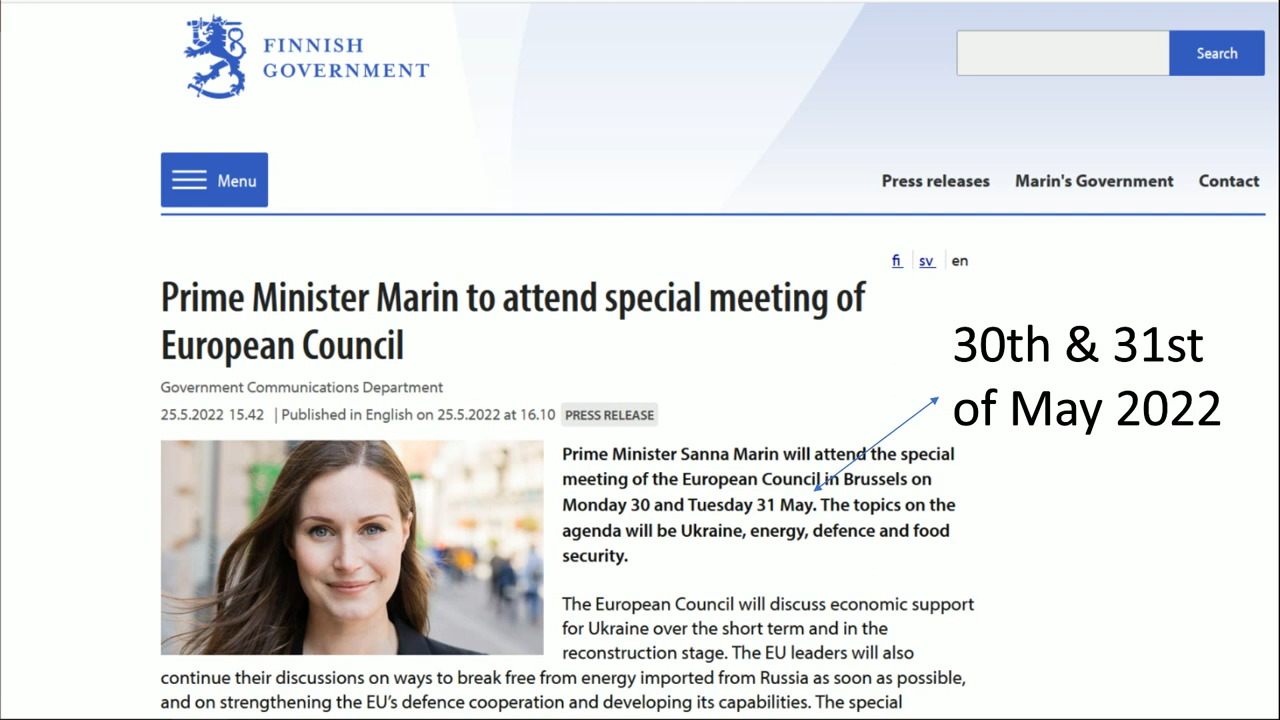 FINNISH
GOVERNMENT
Search
Menu
Press releases Marin's Government Contact
fi sv en
Prime Minister Marin to attend special meeting of
European Council
30th & 31st
of May 2022
Government Communications Department
25.5.2022 15.42 | Published in English on 25.5.2022 at 16.10 PRESS RELEASE
Prime Minister Sanna Marin will attend the special
meeting of the European Council in Brussels on
Monday 30 and Tuesday 31 May. The topics on the
agenda will be Ukraine, energy, defence and food
security.
The European Council will discuss economic support
for Ukraine over the short term and in the
reconstruction stage. The EU leaders will also
continue their discussions on ways to break free from energy imported from Russia as soon as possible,
and on strengthening the EU's defence cooperation and developing its capabilities. The special